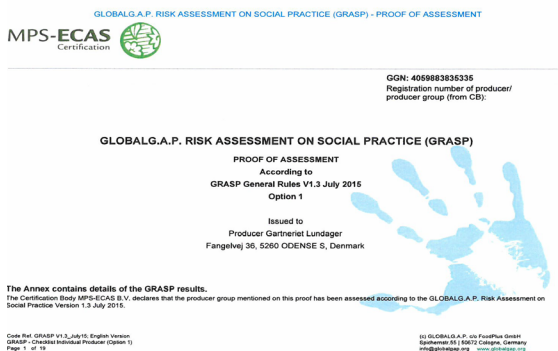 GLOBALG.A.P. RISK ASSESSMENT ON SOCIAL PRACTICE (GRASP) - PROOF OF ASSESSMENT
MPS-ECAS
Certification
GGN: 4059883835335
Registration number of producer/
producer group (from CB):
GLOBALG.A.P. RISK ASSESSMENT ON SOCIAL PRACTICE (GRASP)
PROOF OF ASSESSMENT
According to
GRASP General Rules V1.3 July 2015
Option 1
Issued to
Producer Gartneriet Lundager
Fangelvej 36, 5260 ODENSE S, Denmark
The Annex contains details of the GRASP results.
The Certification Body MPS-ECAS B.V. declares that the producer group mentioned on this proof has been assessed according to the GLOBALG.A.P. Risk Assessment on
Social Practice Version 1.3 July 2015.
Code Ref. GRASP V1.3_July15; English Version
GRASP - Checklist Individual Producer (Option 1)
Page 1 of 19
(c) GLOBALG.A.P. c/o FoodPlus GmbH
Spichernstr.55 | 50672 Cologne, Germany
info@globalgap.org www.globalgap.org